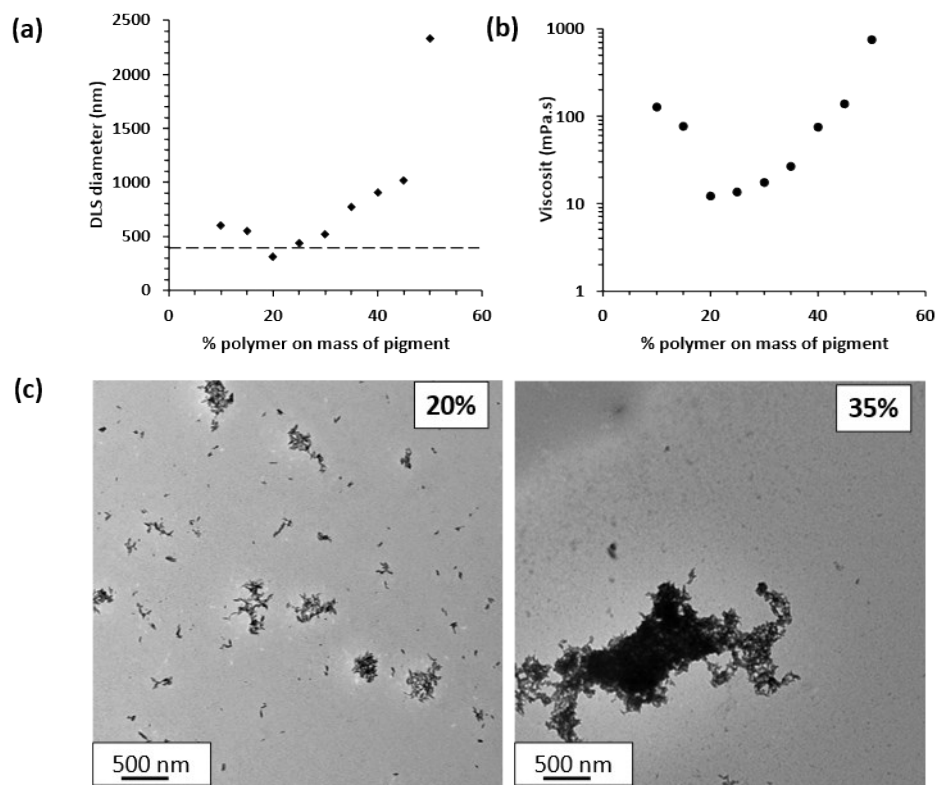 (a)
2500
2000
1500
1000
500
0
DLS diameter (nm)
0 20 40 60
% polymer on mass of pigment
(b)
1000
100
10
1
Viscosit (mPa.s)
0 20 40 60
% polymer on mass of pigment
(c)
20%
500 nm
35%
500 nm